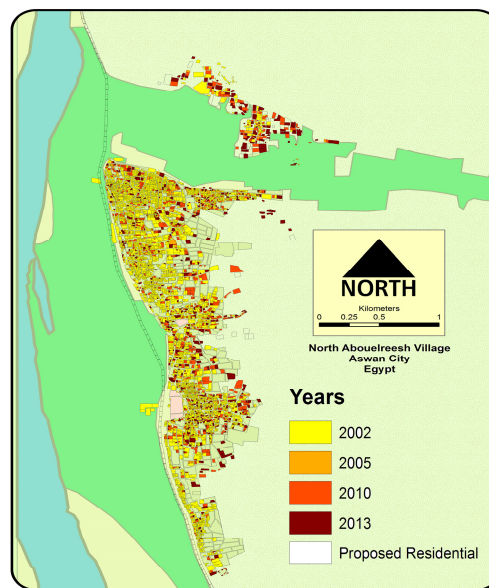 NORTH
Kilometers
0 0.25 0.5 1
North Abouelreesh Village
Aswan City
Egypt
Years
2002
2005
2010
2013
Proposed Residential